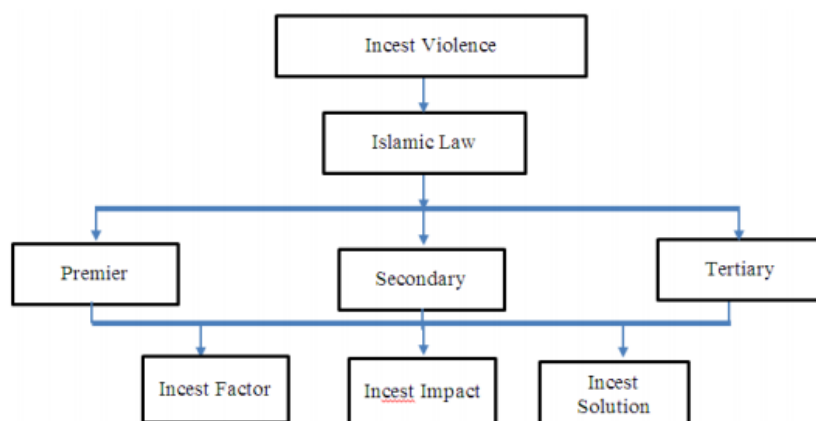 Incest Violence
Islamic Law
Premier
Secondary
Tertiary
Incest Factor
Incest Impact
Incest
Solution